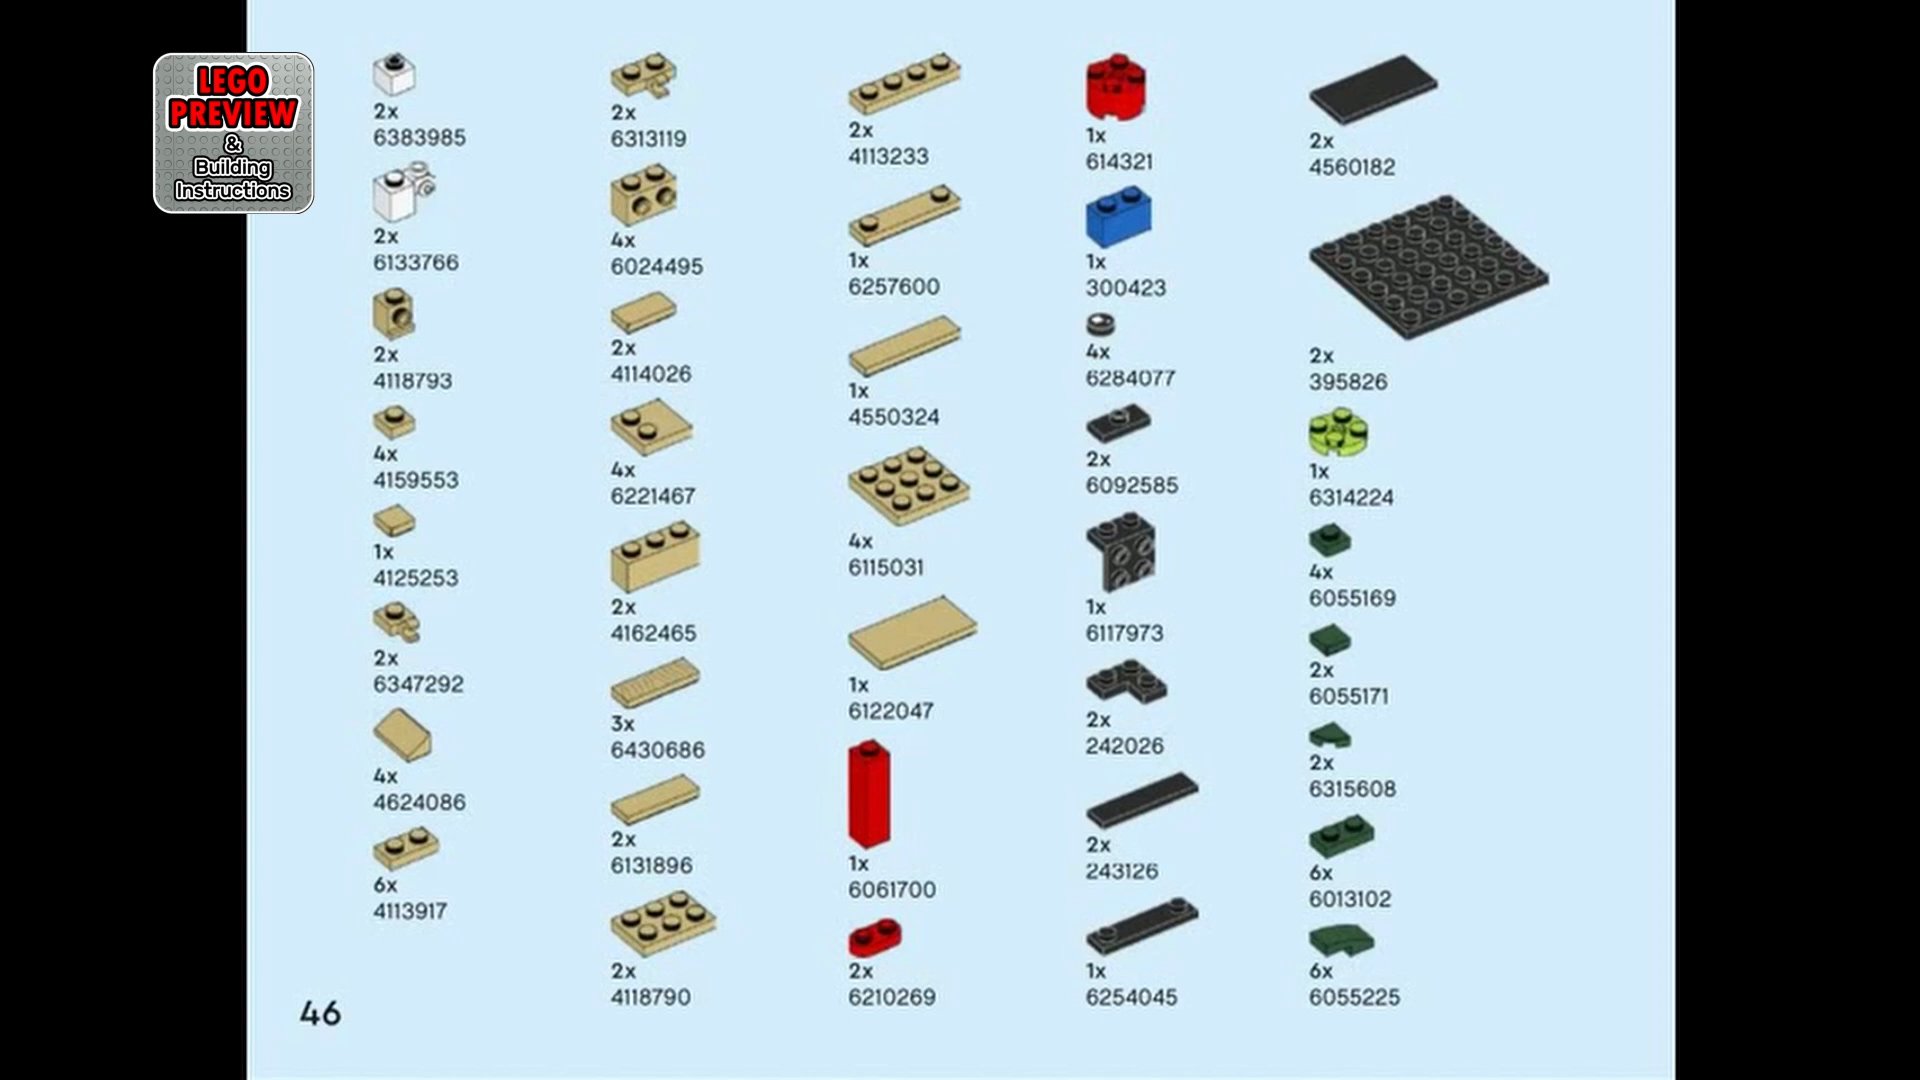 LEGO
PREVIEW
&
Building
Instructions
2x
6383985
2x
6133766
2x
4118793
4x
4159553
1x
4125253
2x
6347292
4x
4624086
6x
4113917
2x
6313119
4x
6024495
2x
4114026
4x
6221467
2x
4162465
3x
6430686
2x
6131896
2x
4118790
2x
4113233
1x
6257600
1x
4550324
4x
6115031
1x
6122047
1x
6061700
2x
6210269
1x
614321
1x
300423
4x
6284077
2x
6092585
1x
6117973
2x
242026
2x
243126
1x
6254045
2x
4560182
2x
395826
1x
6314224
4x
6055169
2x
6055171
2x
6315608
6x
6013102
6x
6055225
46